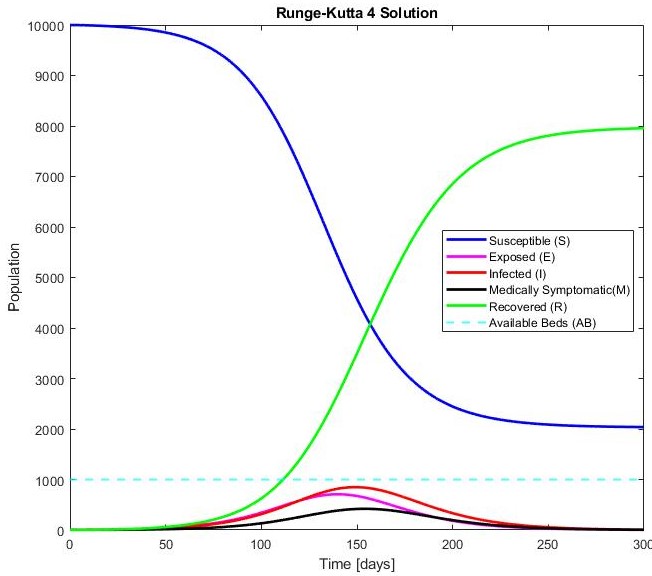 Runge-Kutta 4 Solution
10000
9000
8000
7000
6000
5000
4000
3000
2000
1000
0
Population
Susceptible (S)
Exposed (E)
Infected (I)
Medically Symptomatic(M)
Recovered (R)
Available Beds (AB)
0 50 100 150 200 250 300
Time [days]